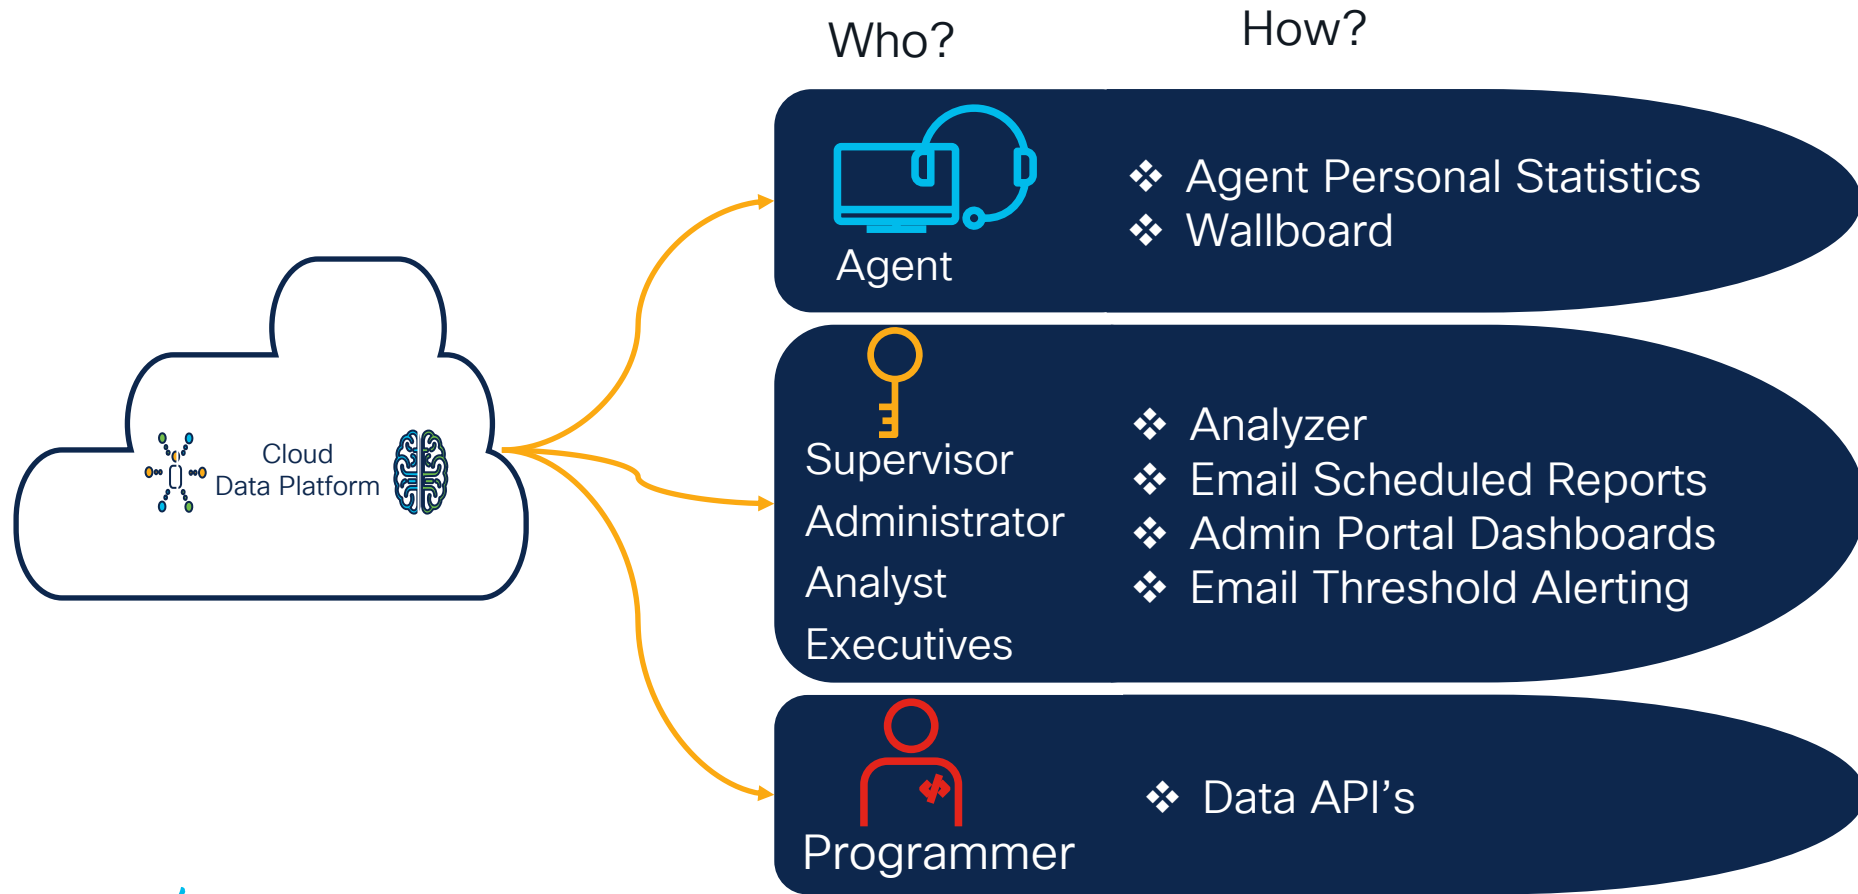 Who?
How?
Agent
❖ Agent Personal Statistics
❖ Wallboard
Cloud
Data Platform
Supervisor
Administrator
Analyst
Executives
❖ Analyzer
❖ Email Scheduled Reports
❖ Admin Portal Dashboards
❖ Email Threshold Alerting
Programmer
❖ Data API’s